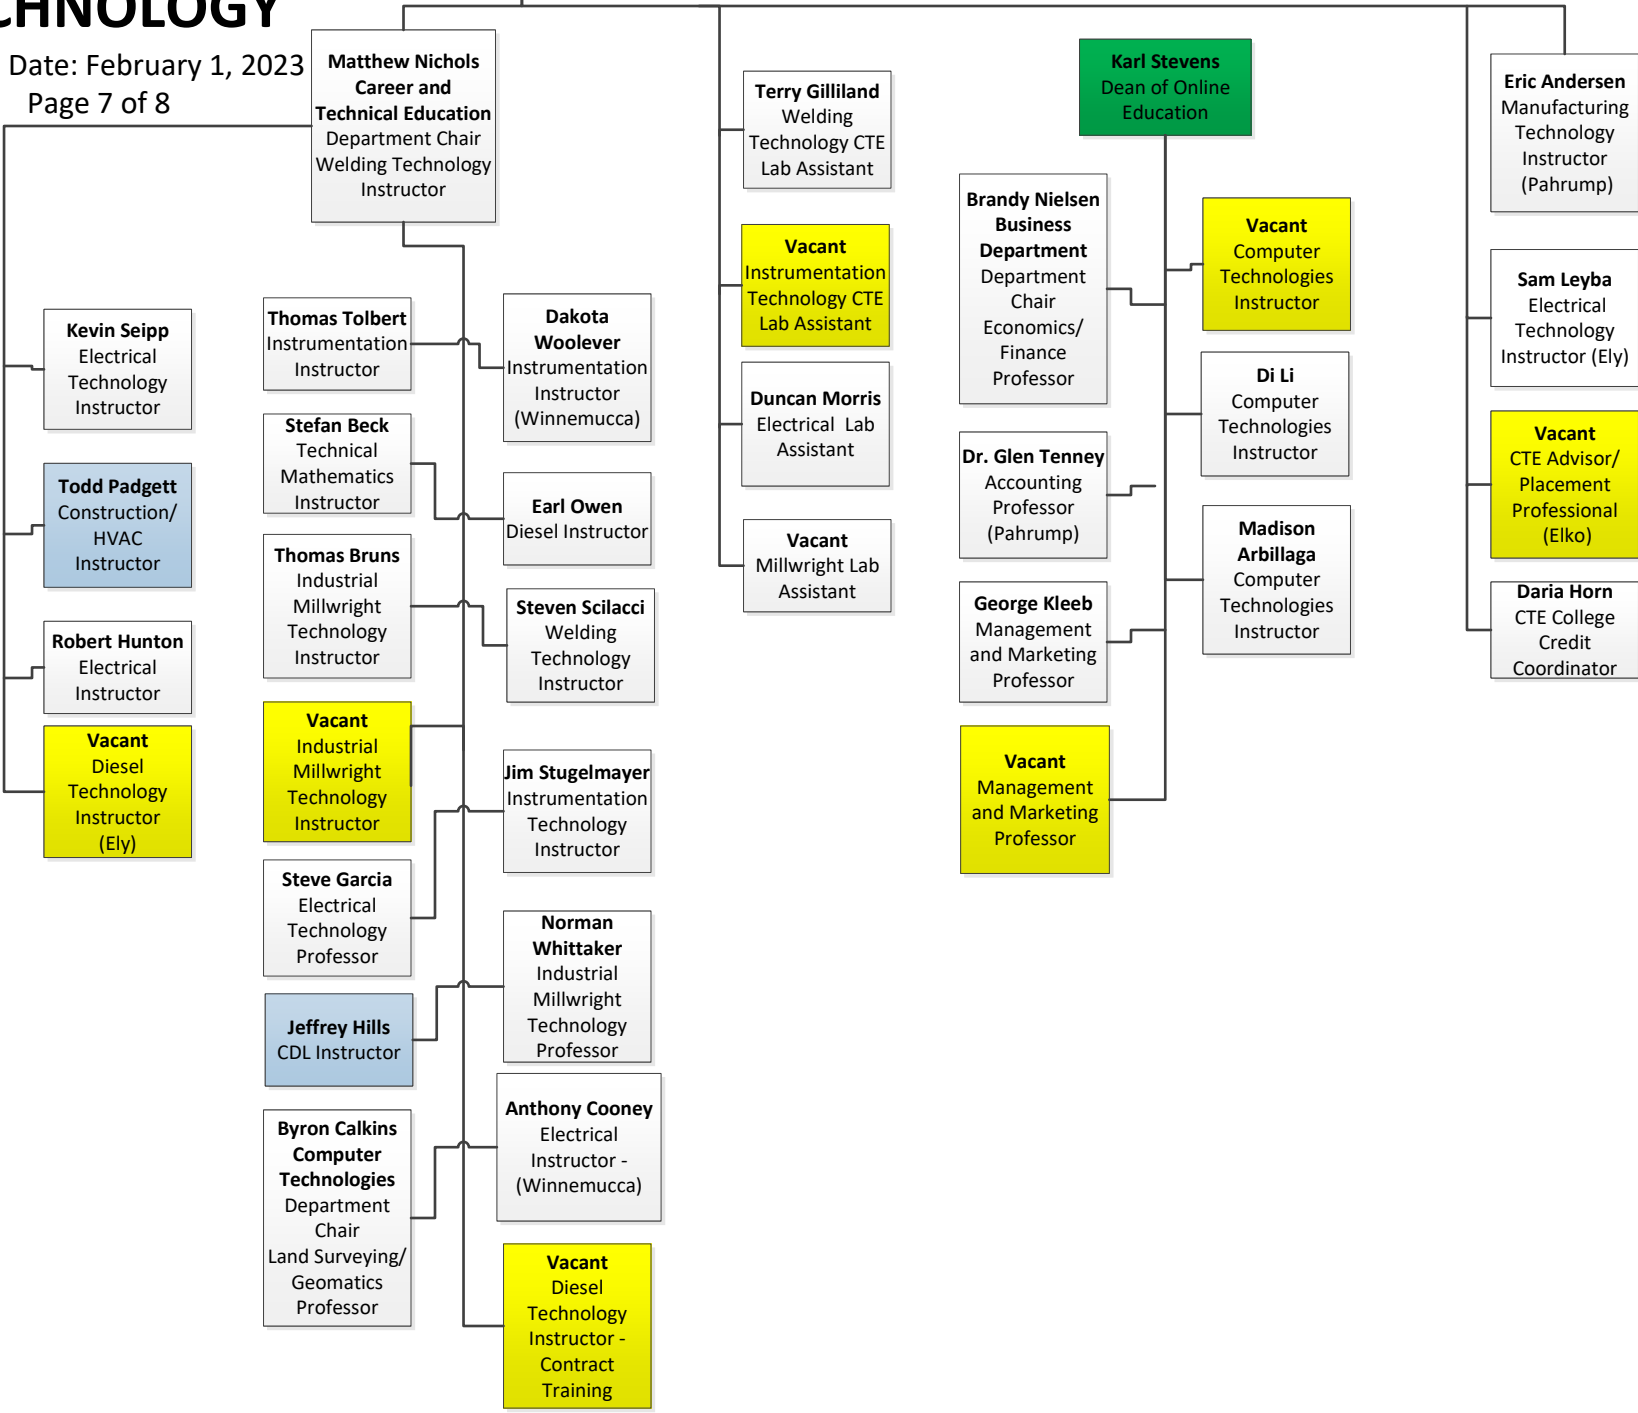 CHNOLOGY
Date: February 1, 2023
Page 7 of 8
Matthew Nichols
Career and
Technical Education
Department Chair
Welding Technology
Instructor
Kevin Seipp
Electrical
Technology
Instructor
Todd Padgett
Construction/
HVAC
Instructor
Robert Hunton
Electrical
Instructor
Vacant
Diesel
Technology
Instructor
(Ely)
Thomas Tolbert
Instrumentation
Instructor
Stefan Beck
Technical
Mathematics
Instructor
Thomas Bruns
Industrial
Millwright
Technology
Instructor
Vacant
Industrial
Millwright
Technology
Instructor
Steve Garcia
Electrical
Technology
Professor
Jeffrey Hills
CDL Instructor
Byron Calkins
Computer
Technologies
Department
Chair
Land Surveying/
Geomatics
Professor
Dakota
Woolever
Instrumentation
Instructor
(Winnemucca)
Earl Owen
Diesel Instructor
Steven Scilacci
Welding
Technology
Instructor
Jim Stugelmayer
Instrumentation
Technology
Instructor
Norman
Whittaker
Industrial
Millwright
Technology
Professor
Anthony Cooney
Electrical
Instructor -
(Winnemucca)
Vacant
Diesel
Technology
Instructor -
Contract
Training
Terry Gilliland
Welding
Technology CTE
Lab Assistant
Vacant
Instrumentation
Technology CTE
Lab Assistant
Duncan Morris
Electrical Lab
Assistant
Vacant
Millwright Lab
Assistant
Karl Stevens
Dean of Online
Education
Brandy Nielsen
Business
Department
Department
Chair
Economics/
Finance
Professor
Dr. Glen Tenney
Accounting
Professor
(Pahrump)
George Kleeb
Management
and Marketing
Professor
Vacant
Management
and Marketing
Professor
Vacant
Computer
Technologies
Instructor
Di Li
Computer
Technologies
Instructor
Madison
Arbillaga
Computer
Technologies
Instructor
Eric Andersen
Manufacturing
Technology
Instructor
(Pahrump)
Sam Leyba
Electrical
Technology
Instructor (Ely)
Vacant
CTE Advisor/
Placement
Professional
(Elko)
Daria Horn
CTE College
Credit
Coordinator